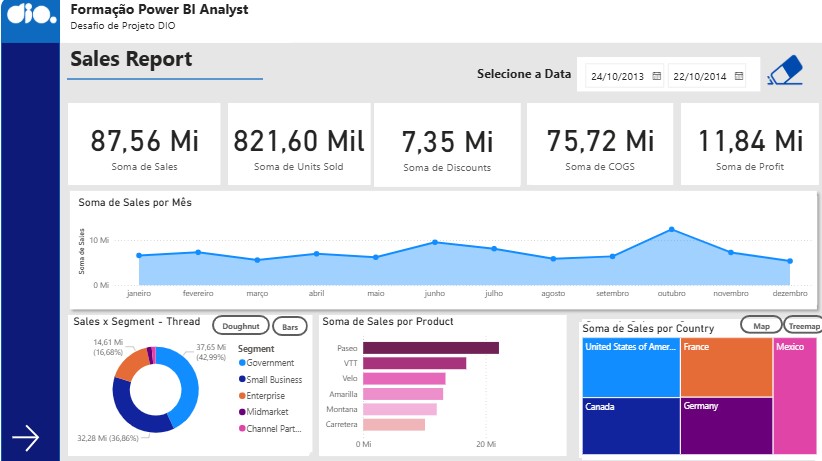 dio.
Formação Power BI Analyst
Desafio de Projeto DIO
Sales Report
Selecione a Data
24/10/2013
22/10/2014
87,56 Mi
Soma de Sales
821,60 Mil
Soma de Units Sold
7,35 Mi
Soma de Discounts
75,72 Mi
Soma de COGS
11,84 Mi
Soma de Profit
Soma de Sales por Mês
Soma de Sales
10 Mi
0 Mi
janeiro fevereiro março abril maio junho julho agosto setembro outubro novembro dezembro
Sales x Segment - Thread
Doughnut
Bars
14,61 Mi
(16,68%)
37,65 Mi
(42,99%)
32,28 Mi (36,86%)
Segment
Government
Small Business
Enterprise
Midmarket
Channel Part...
Soma de Sales por Product
Paseo
VTT
Velo
Amarilla
Montana
Carretera
0 Mi 20 Mi
Soma de Sales por Country
Map
Treemap
United States of Amer...
France
Mexico
Canada
Germany